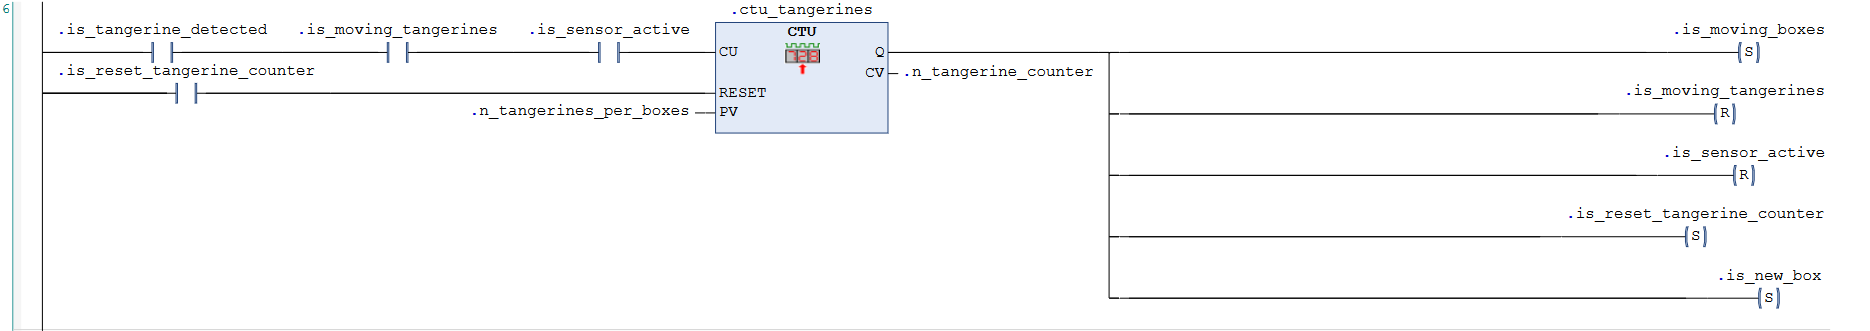 6
.ctu_tangerines
.is_tangerine_detected .is_moving_tangerines .is_sensor_active CTU .is_moving_boxes
CU Q (S)
.is_reset_tangerine_counter CV .n_tangerine_counter
RESET .is_moving_tangerines
.n_tangerines_per_boxes PV (R)
.is_sensor_active
(R)
.is_reset_tangerine_counter
(S)
.is_new_box
(S)